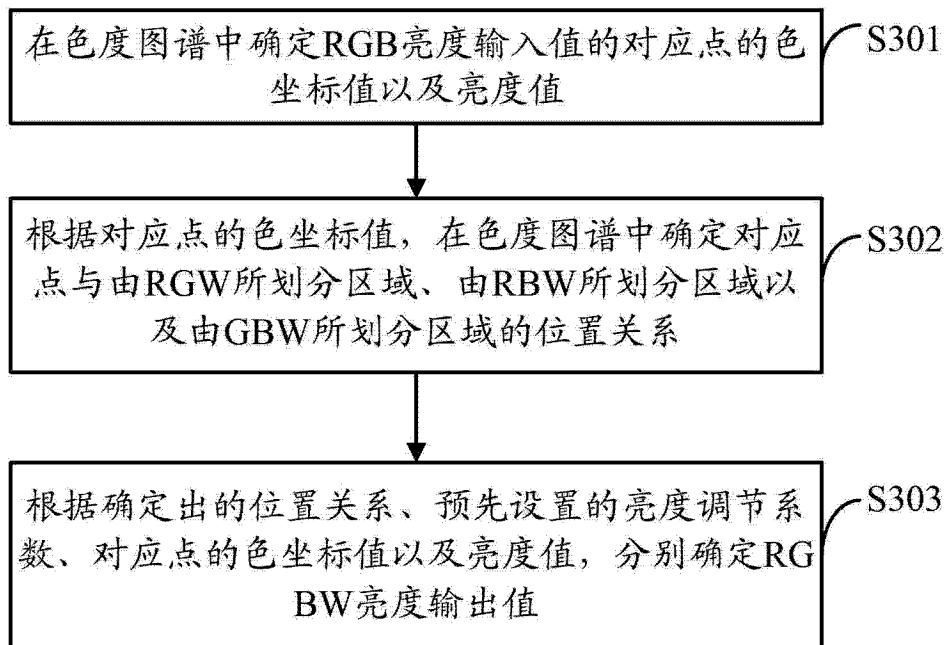 在色度图谱中确定RGB亮度输入值的对应点的色
坐标值以及亮度值
S301
根据对应点的色坐标值，在色度图谱中确定对应
点与由RGW所划分区域、由RBW所划分区域以
及由GBW所划分区域的位置关系
S302
根据确定出的位置关系、预先设置的亮度调节系
数、对应点的色坐标值以及亮度值，分别确定RG
BW亮度输出值
S303